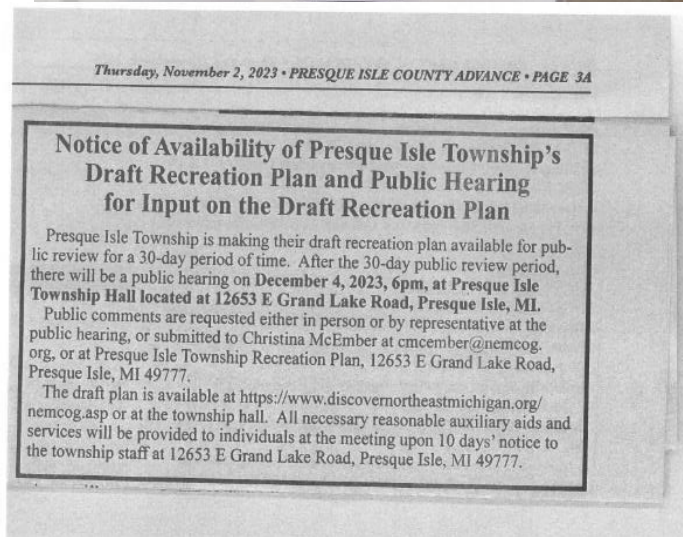 Thursday, November 2, 2023 • PRESQUE ISLE COUNTY ADVANCE • PAGE 3A
Notice of Availability of Presque Isle Township's
Draft Recreation Plan and Public Hearing
for Input on the Draft Recreation Plan
Presque Isle Township is making their draft recreation plan available for pub-
lic review for a 30-day period of time. After the 30-day public review period,
there will be a public hearing on December 4, 2023, 6pm, at Presque Isle
Township Hall located at 12653 E Grand Lake Road, Presque Isle, MI.
Public comments are requested either in person or by representative at the
public hearing, or submitted to Christina McEmber at cmcember@nemcog.
org, or at Presque Isle Township Recreation Plan, 12653 E Grand Lake Road,
Presque Isle, MI 49777.
The draft plan is available at https://www.discovernortheastmichigan.org/
nemcog.asp or at the township hall. All necessary reasonable auxiliary aids and
services will be provided to individuals at the meeting upon 10 days' notice to
the township staff at 12653 E Grand Lake Road, Presque Isle, MI 49777.